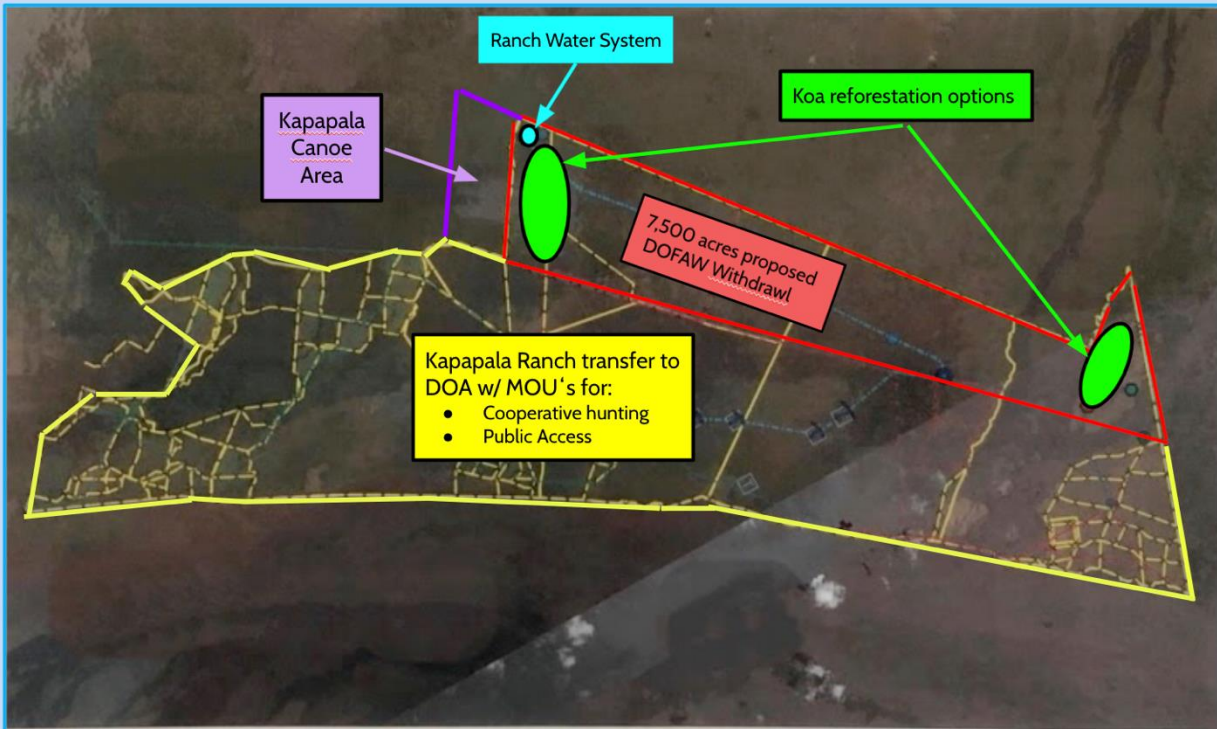 Ranch Water System
Koa reforestation options
Kapapala
Canoe
Area
7,500 acres proposed
DOFAW Withdrawl
Kapapala Ranch transfer to
DOA w/ MOU‘s for:
● Cooperative hunting
● Public Access